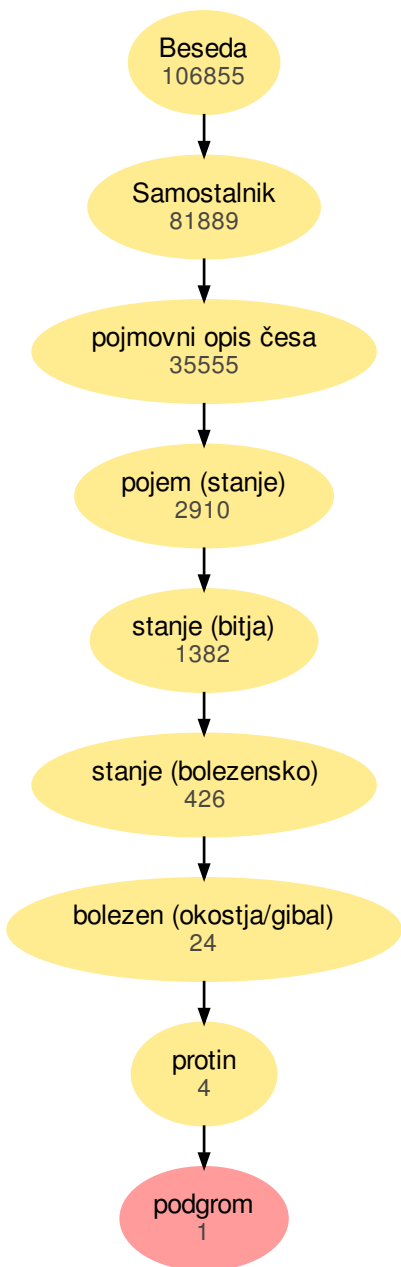 Beseda
106855
Samostalnik
81889
pojmovni opis česa
35555
pojem (stanje)
2910
stanje (bitja)
1382
stanje (bolezensko)
426
bolezen (okostja/gibal)
24
protin
4
podgrom
1